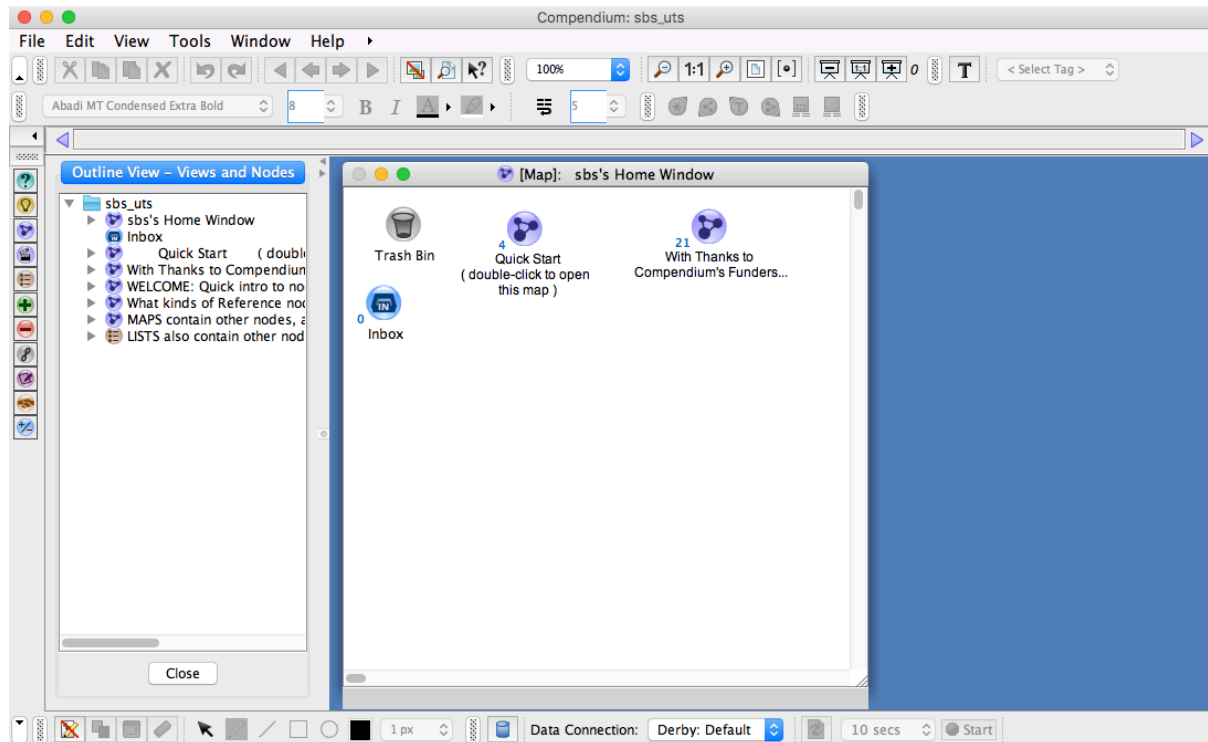 Compendium: sbs_uts
File Edit View Tools Window Help
100%
1:1
1:1
0
T
< Select Tag >
Abadi MT Condensed Extra Bold
8
B I A
5
Outline View – Views and Nodes
sbs_uts
sbs's Home Window
Inbox
Quick Start ( double
With Thanks to Compendium
WELCOME: Quick intro to no
What kinds of Reference nod
MAPS contain other nodes, a
LISTS also contain other nod
Close
[Map]: sbs's Home Window
Trash Bin
4
Quick Start
( double-click to open
this map )
21
With Thanks to
Compendium's Funders...
IN
0
Inbox
1 px
Data Connection: Derby: Default
10 secs
Start